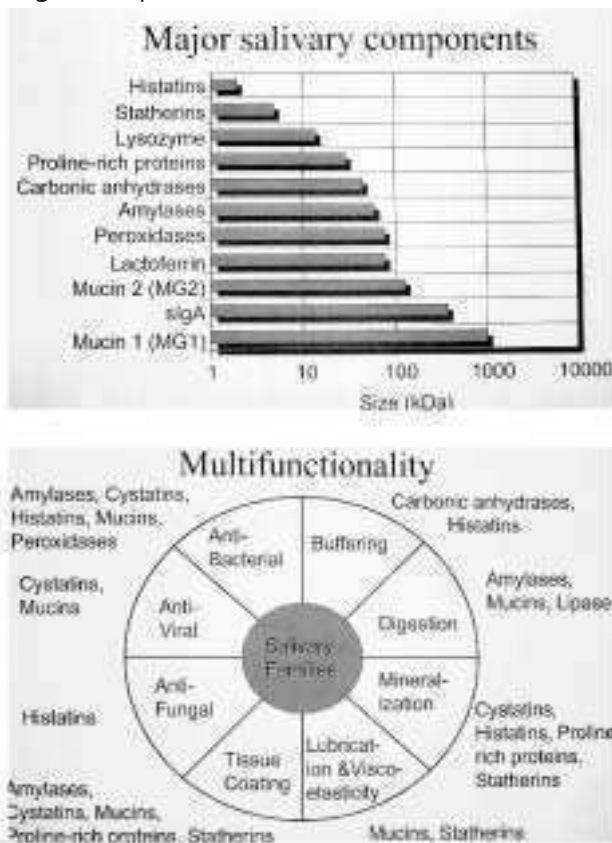 Major salivary components
Histatins
Statherins
Lysozyme
Proline-rich proteins
Carbonic anhydrases
Amylases
Peroxidases
Lactoferrin
Mucin 2 (MG2)
sIgA
Mucin 1 (MG1)
1 10 100 1000 10000
Size (kDa)
Multifunctionality
Amylases, Cystatins,
Histatins, Mucins,
Peroxidases
Carbonic anhydrases,
Histatins
Anti-
Bacterial
Buffering
Cystatins,
Mucins
Amylases,
Mucins, Lipase
Anti-
Viral
Digestion
Salivary
Families
Anti-
Fungal
Mineral-
ization
Histatins
Cystatins,
Histatins, Proline
rich proteins,
Statherins
Tissue
Coating
Lubricat-
ion &Visco-
elasticity
Amylases,
Cystatins, Mucins,
Proline-rich proteins, Statherins
Mucins, Statherins